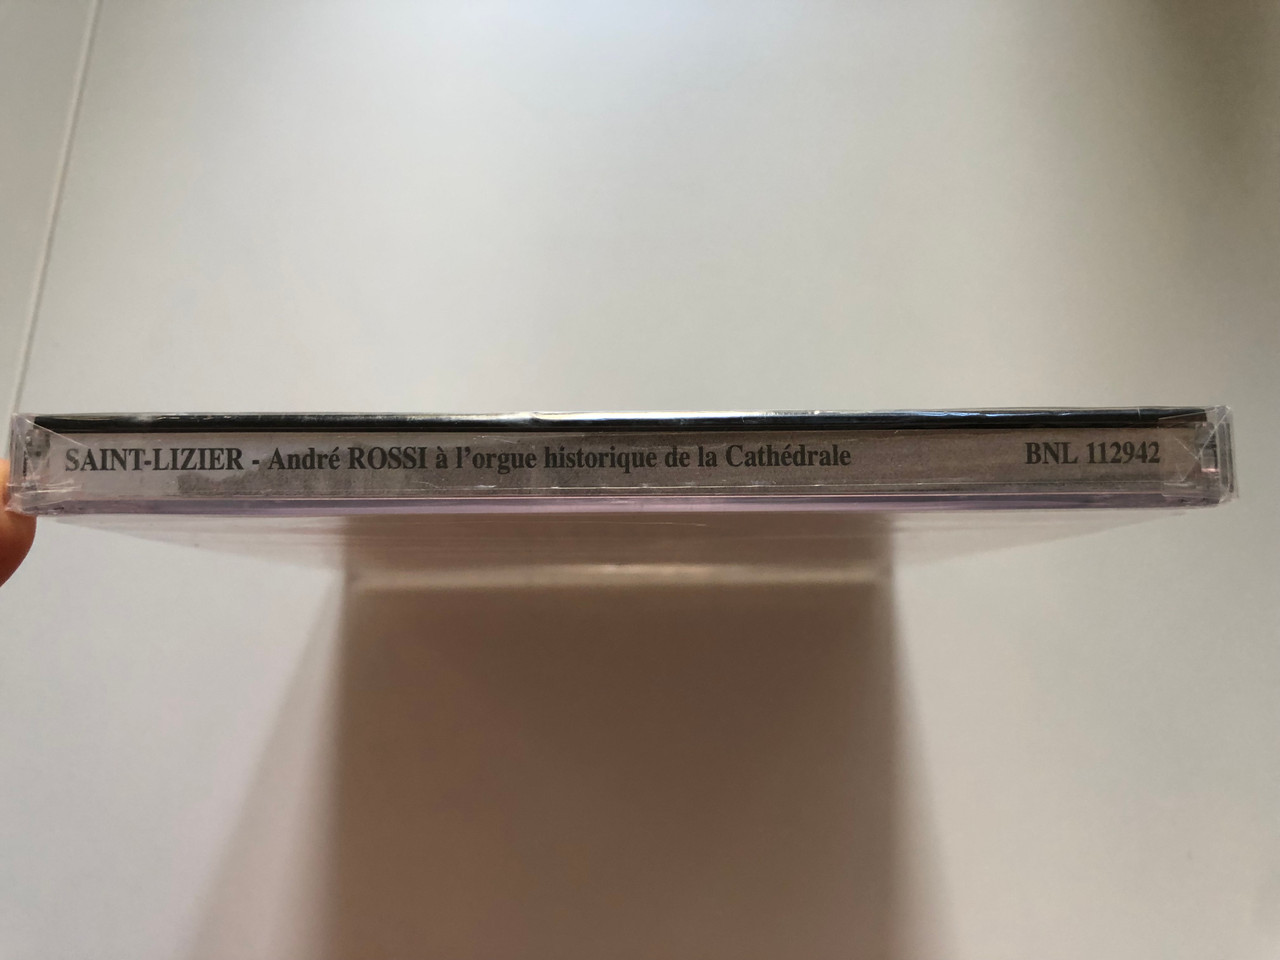 SAINT-LIZIER - André ROSSI à l'orgue historique de la Cathédrale BNL 112942